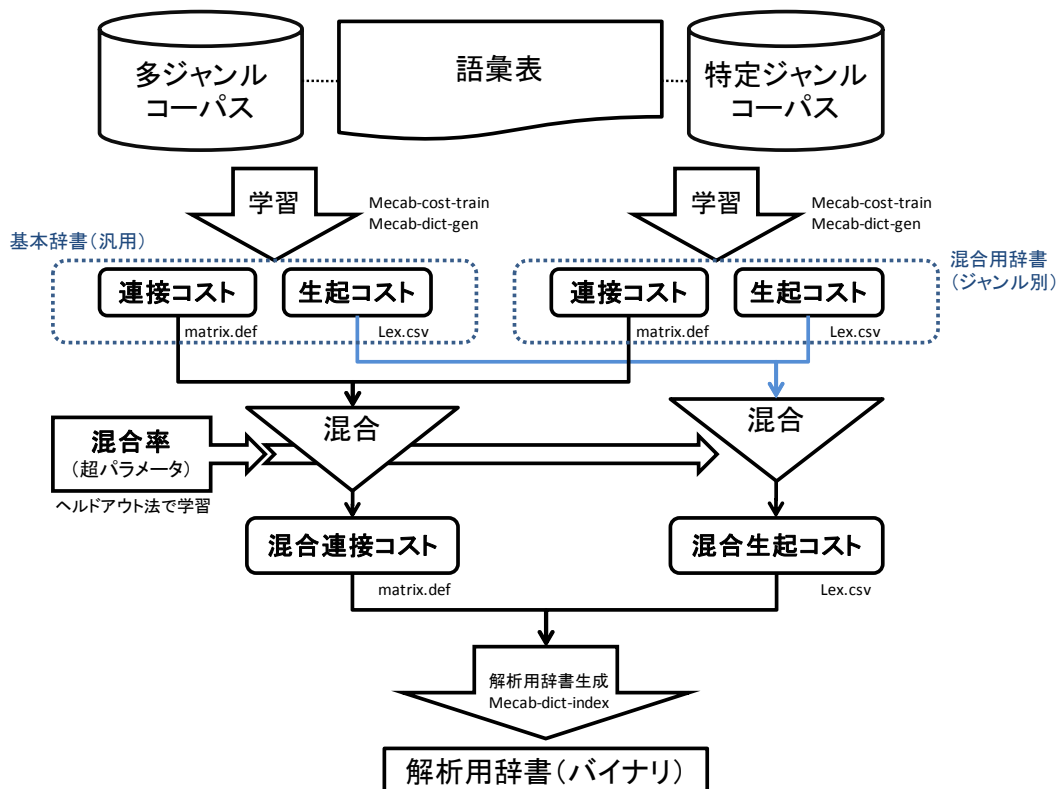 多ジャンル
コーパス
語彙表
特定ジャンル
コーパス
学習
Mecab-cost-train
Mecab-dict-gen
学習
Mecab-cost-train
Mecab-dict-gen
基本辞書(汎用)
混合用辞書
(ジャンル別)
連接コスト
生起コスト
連接コスト
生起コスト
matrix.def
Lex.csv
matrix.def
Lex.csv
混合
混合
混合率
(超パラメータ)
ヘルドアウト法で学習
混合連接コスト
混合生起コスト
matrix.def
Lex.csv
解析用辞書生成
Mecab-dict-index
解析用辞書(バイナリ)